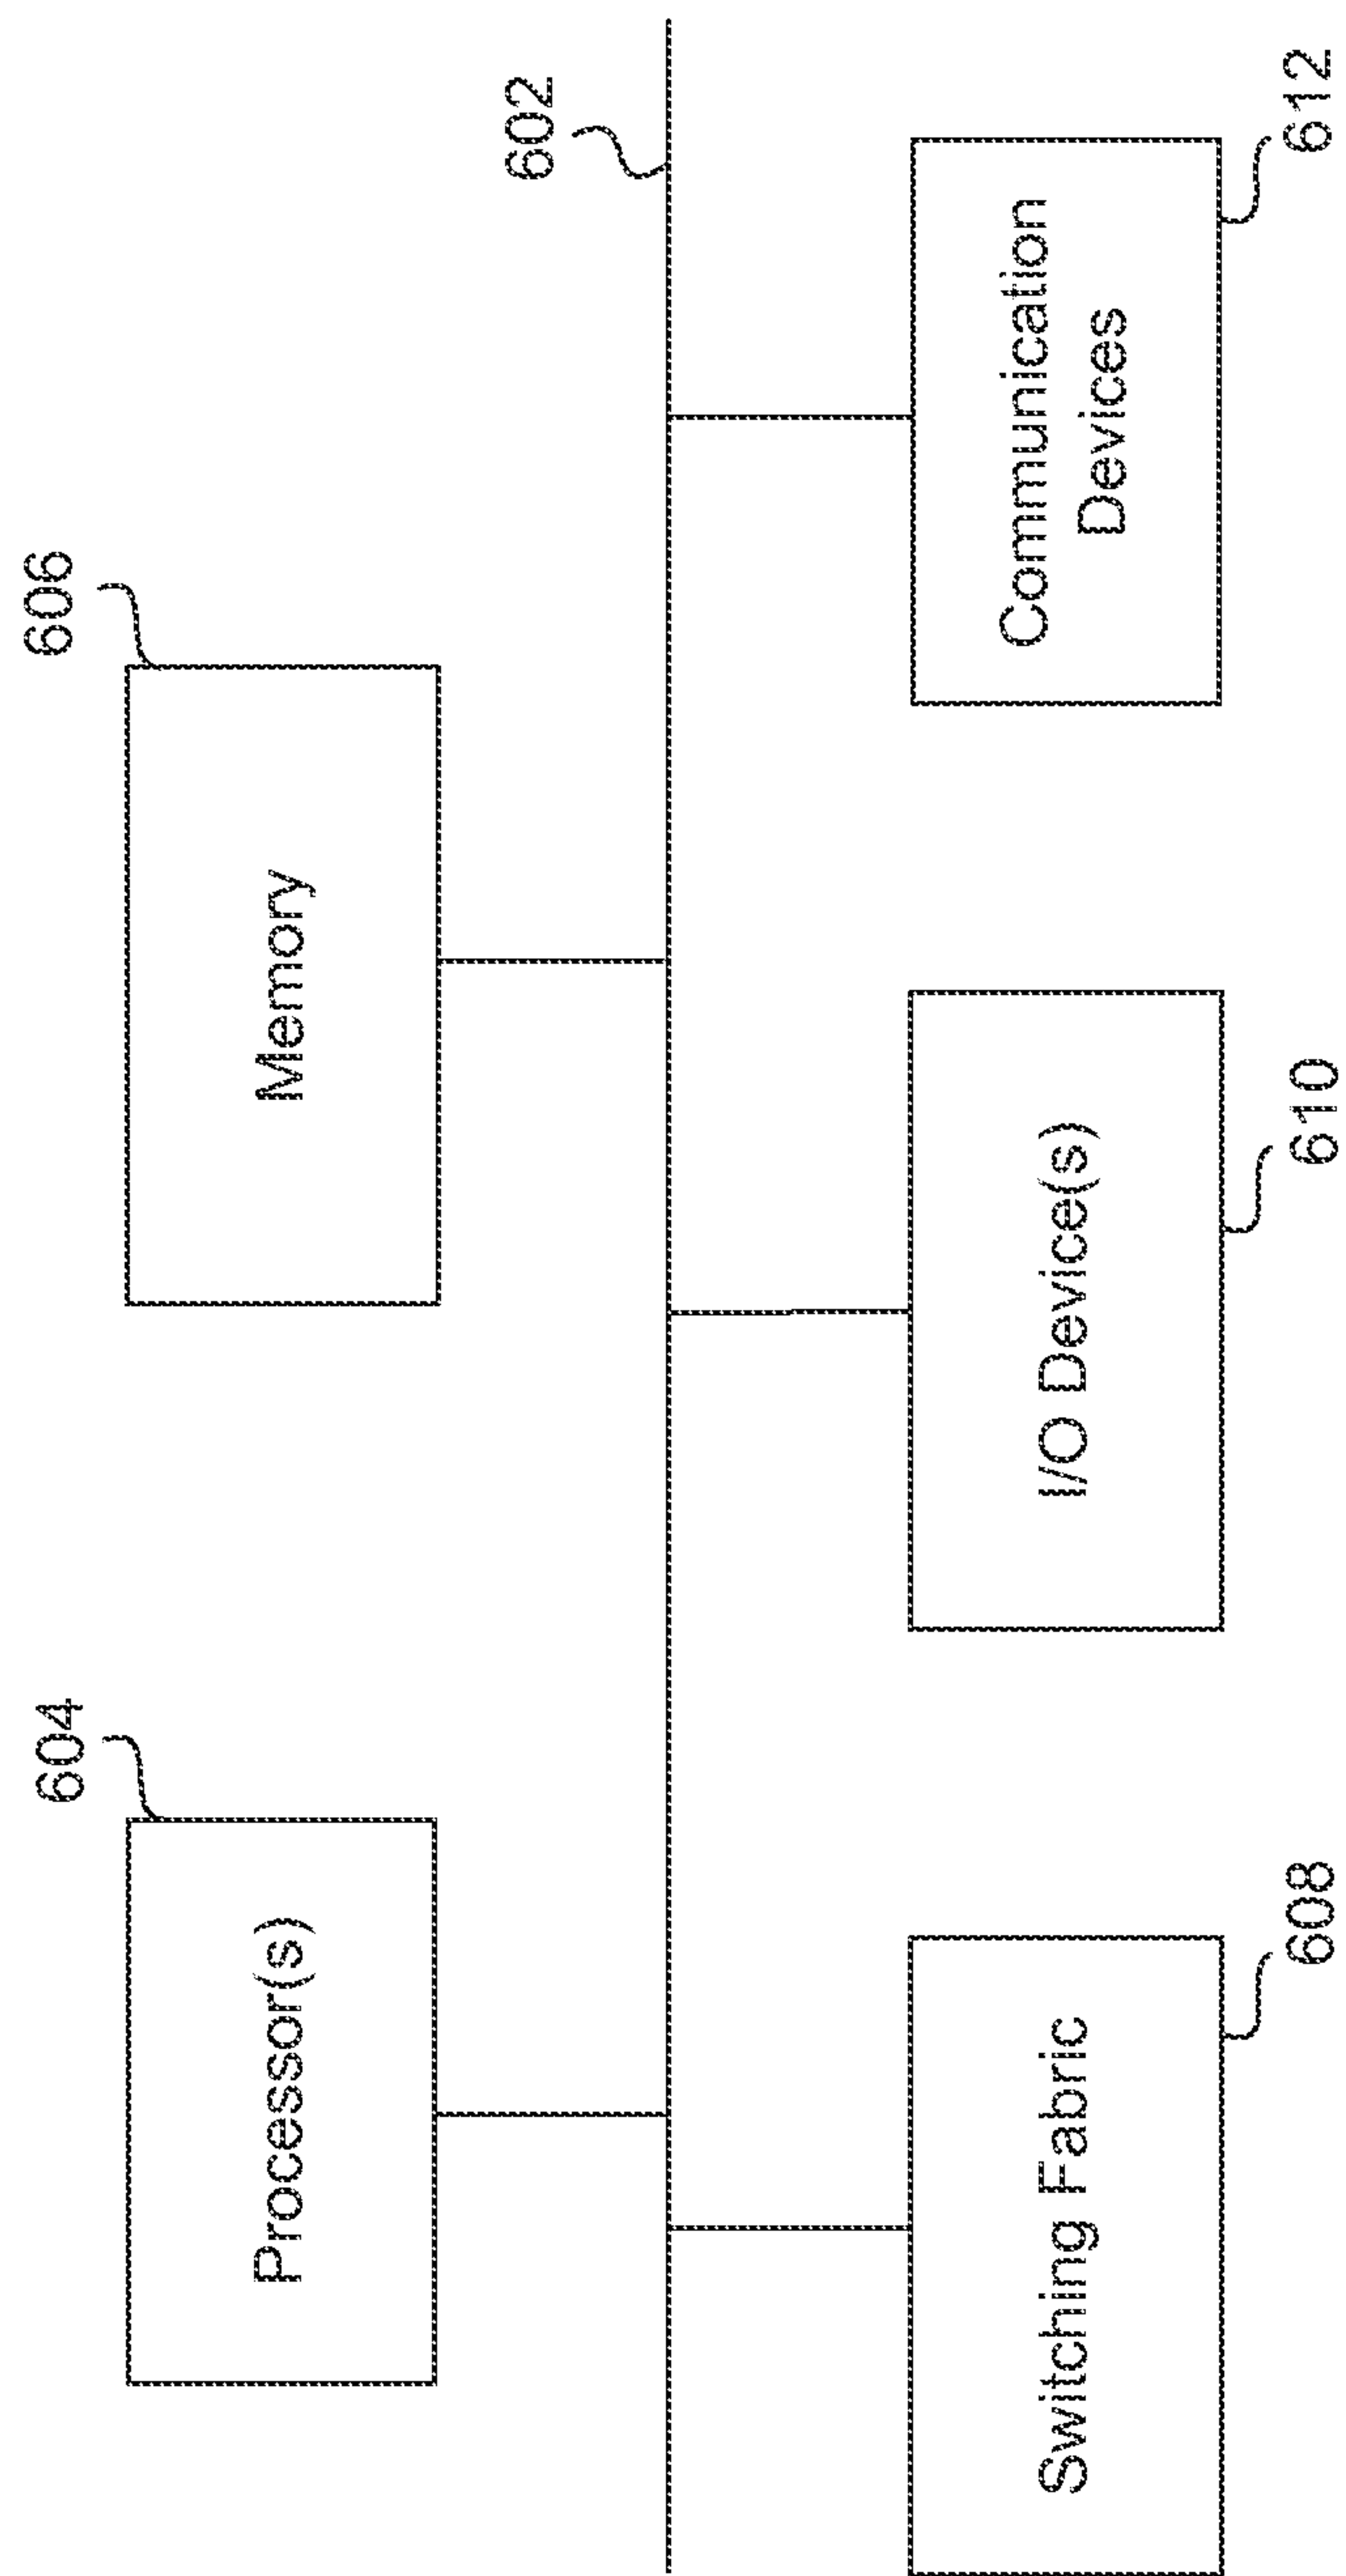 604
Processor(s)
606
Memory
602
Switching Fabric
608
I/O Device(s)
610
Communication
Devices
612